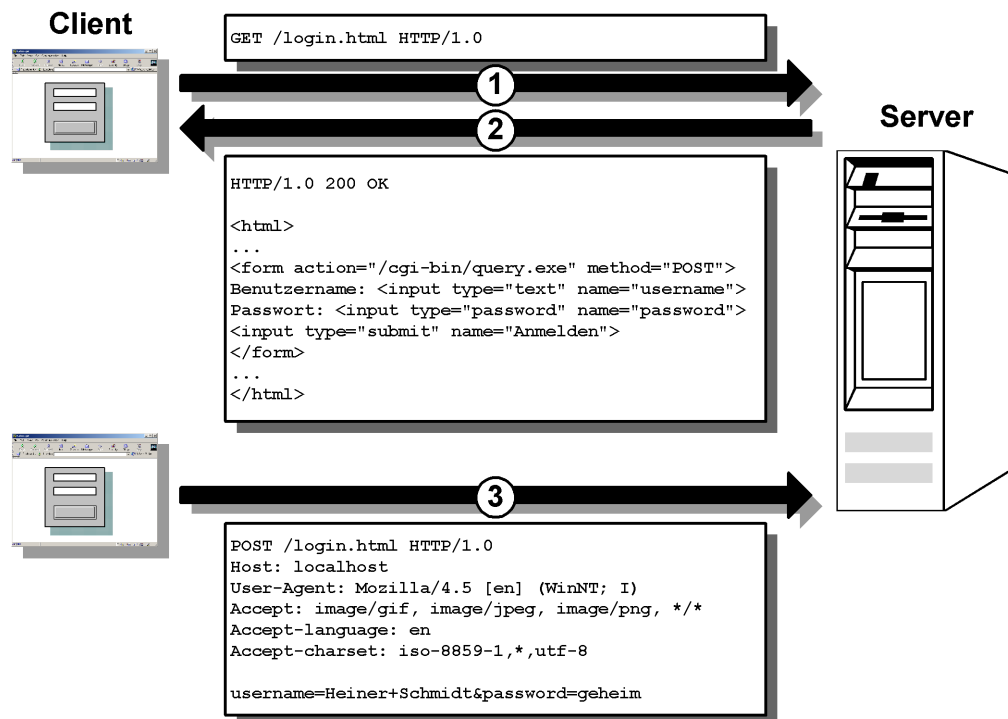 Client
GET /login.html HTTP/1.0
1
2
Server
HTTP/1.0 200 OK
<html>
...
<form action="/cgi-bin/query.exe" method="POST">
Benutzername: <input type="text" name="username">
Passwort: <input type="password" name="password">
<input type="submit" name="Anmelden">
</form>
...
</html>
3
POST /login.html HTTP/1.0
Host: localhost
User-Agent: Mozilla/4.5 [en] (WinNT; I)
Accept: image/gif, image/jpeg, image/png, */*
Accept-language: en
Accept-charset: iso-8859-1,*,utf-8
username=Heiner+Schmidt&password=geheim